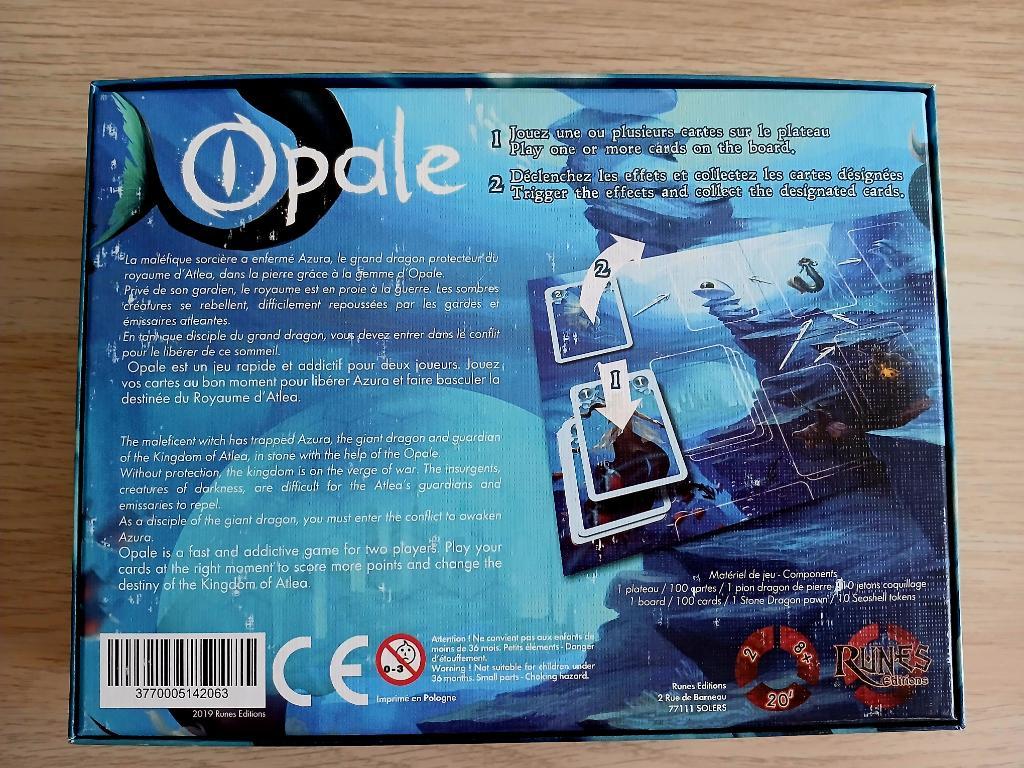 Opale
1 Jouez une ou plusieurs cartes sur le plateau
Play one or more cards on the board.
2 Déclenchez les effets et collectez les cartes désignées
Trigger the effects and collect the designated cards.
La maléfique sorcière a enfermé Azura, le grand dragon protecteur du
royaume d'Atlea, dans la pierre grâce à la gemme d'Opale.
Privé de son gardien, le royaume est en proie à la guerre. Les sombres
créatures se rebellent, difficilement repoussées par les gardes et
émissaires atleantes.
En tant que disciple du grand dragon, vous devez entrer dans le conflit
pour le libérer de ce sommeil.
Opale est un jeu rapide et addictif pour deux joueurs. Jouez
vos cartes au bon moment pour libérer Azura et faire basculer la
destinée du Royaume d'Atlea.
The maleficent witch has trapped Azura, the giant dragon and guardian
of the Kingdom of Atlea, in stone with the help of the Opale.
Without protection, the kingdom is on the verge of war. The insurgents,
creatures of darkness, are difficult for the Atlea's guardians and
emissaries to repel.
As a disciple of the giant dragon, you must enter the conflict to awaken
Azura.
Opale is a fast and addictive game for two players. Play your
cards at the right moment to score more points and change the
destiny of the Kingdom of Atlea.
2
2
1
1
1
Matériel de jeu - Components
1 plateau / 100 cartes / 1 pion dragon de pierre / 10 jetons coquillage
1 board / 100 cards / 1 Stone Dragon pawn / 10 Seashell tokens
3770005142063
2019 Runes Editions
CE
0-3
Attention ! Ne convient pas aux enfants de
moins de 36 mois. Petits éléments - Danger
d'étouffement.
Warning ! Not suitable for children under
36 months. Small parts - Choking hazard.
Imprimé en Pologne
Runes Editions
2 Rue de Barneau
77111 SOLERS
2
8+
20'
RUNES
Editions